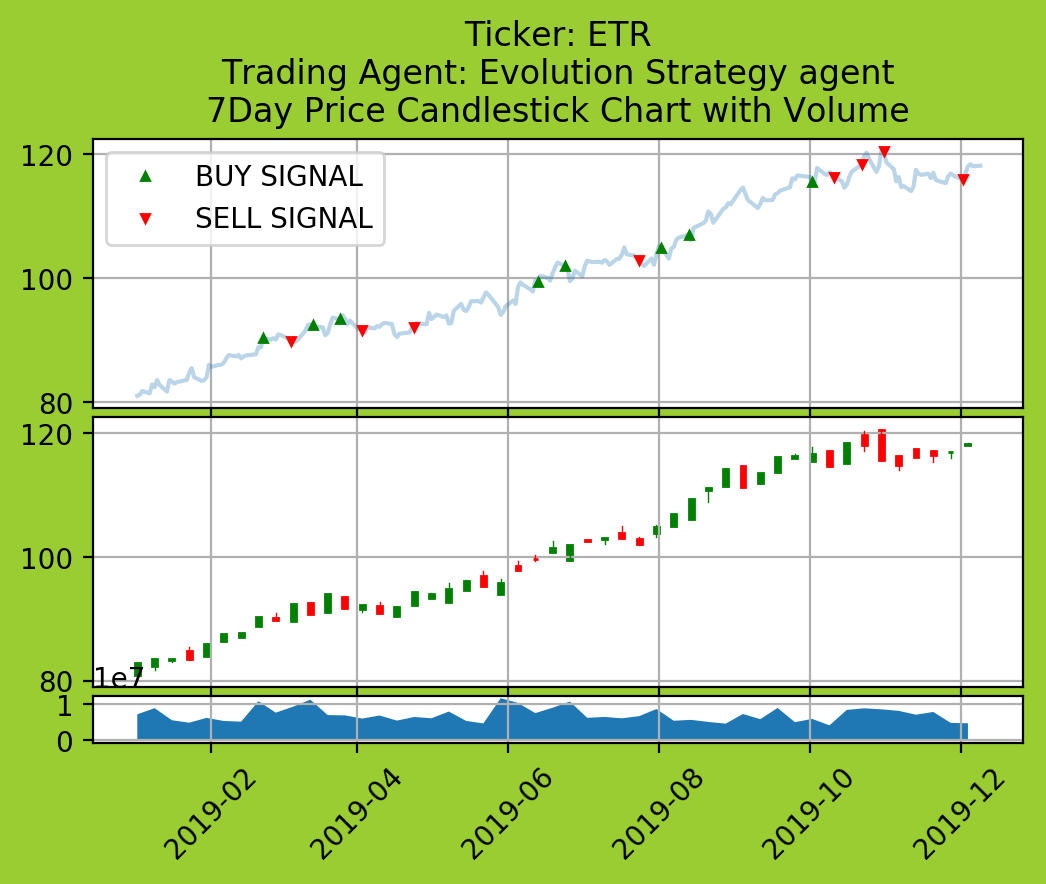 Ticker: ETR
Trading Agent: Evolution Strategy agent
7Day Price Candlestick Chart with Volume
120
100
80
BUY SIGNAL
SELL SIGNAL
120
100
80
1e7
1
0
2019-02
2019-04
2019-06
2019-08
2019-10
2019-12